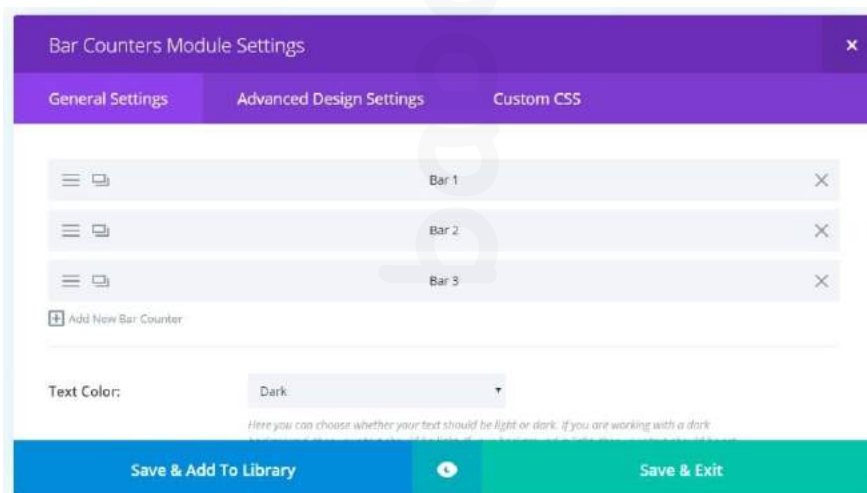 Bar Counters Module Settings
General Settings Advanced Design Settings Custom CSS
Bar 1
Bar 2
Bar 3
Add New Bar Counter
Text Color: Dark
Here you can choose whether your text should be light or dark. If you are working with a dark
Save & Add To Library Save & Exit